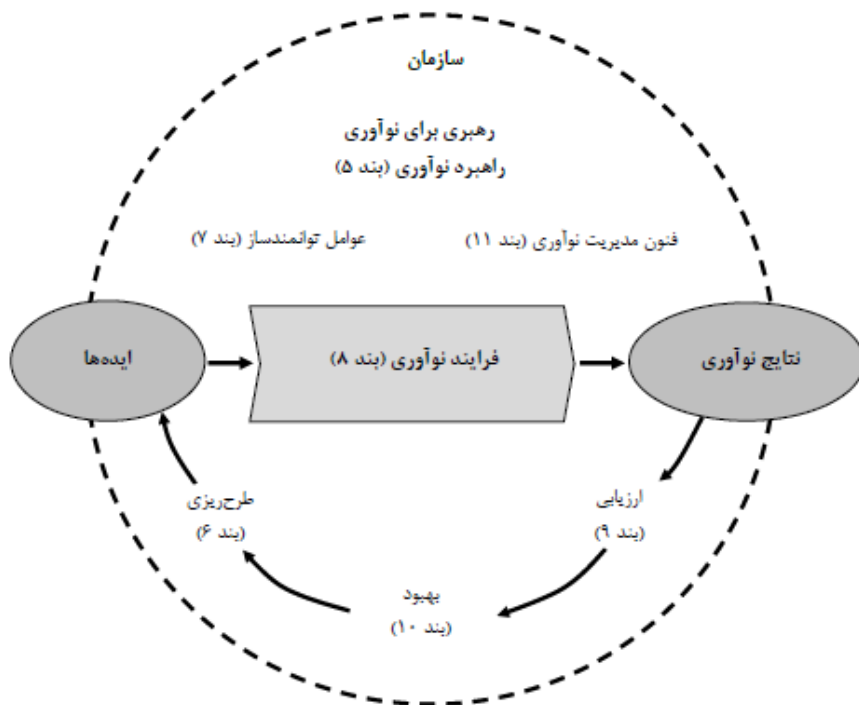 سازمان
رهبری برای نوآوری
راهبرد نوآوری (بند ۵)
فنون مدیریت نوآوری (بند ۱۱)
عوامل توانمندساز (بند ۷)
ایده‌ها
فرایند نوآوری (بند ۸)
نتایج نوآوری
ارزیابی
(بند ۹)
بهبود
(بند ۱۰)
طرح‌ریزی
(بند ۶)